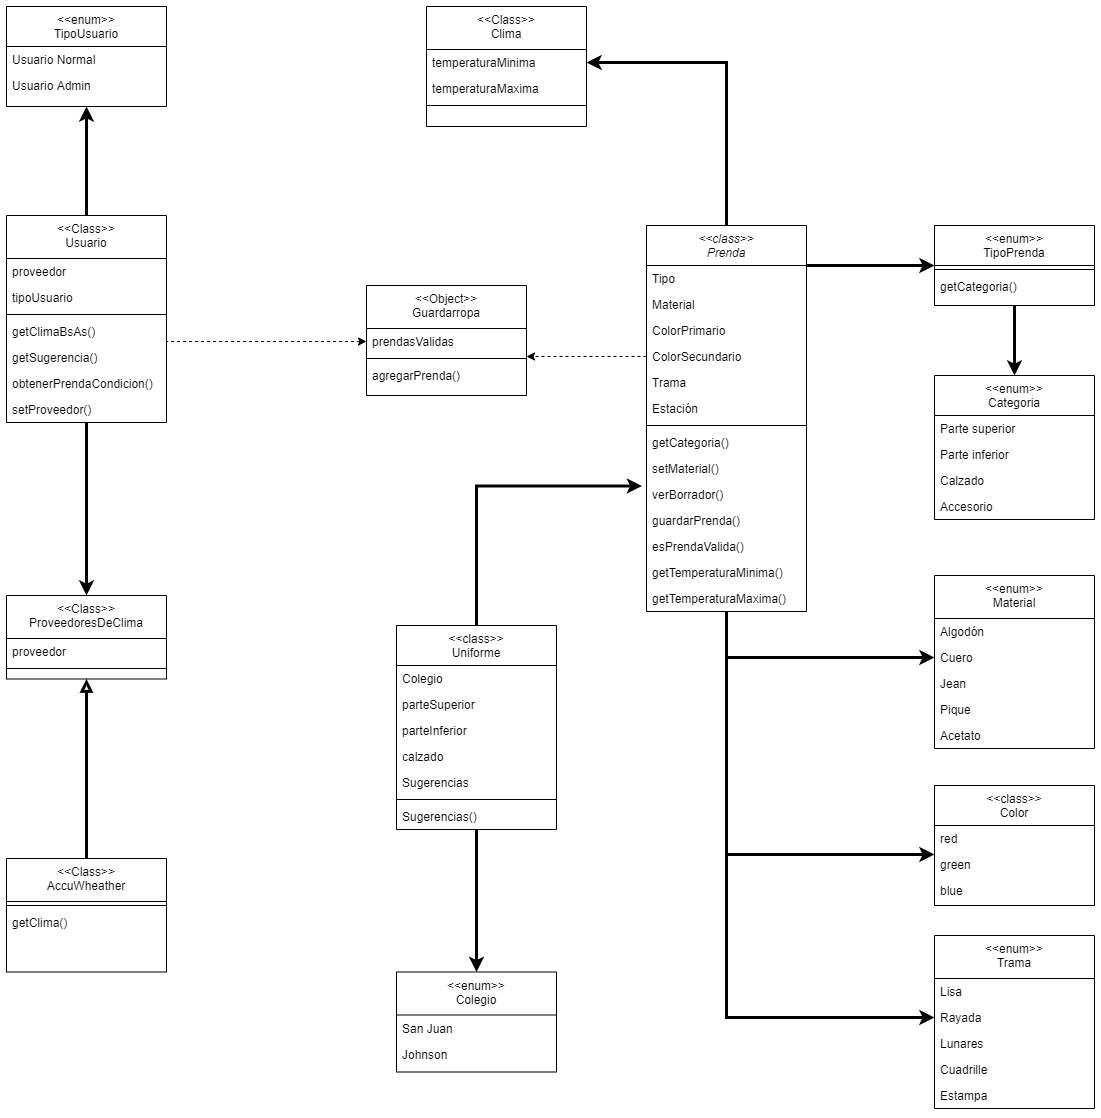 <<enum>>
TipoUsuario
Usuario Normal
Usuario Admin
<<Class>>
Clima
temperaturaMinima
temperaturaMaxima
<<Class>>
Usuario
proveedor
tipoUsuario
getClimaBsAs()
getSugerencia()
obtenerPrendaCondicion()
setProveedor()
<<Object>>
Guardarropa
prendasValidas
agregarPrenda()
<<class>>
Prenda
Tipo
Material
ColorPrimario
ColorSecundario
Trama
Estación
getCategoria()
setMaterial()
verBorrador()
guardarPrenda()
esPrendaValida()
getTemperaturaMinima()
getTemperaturaMaxima()
<<enum>>
TipoPrenda
getCategoria()
<<enum>>
Categoria
Parte superior
Parte inferior
Calzado
Accesorio
<<Class>>
ProveedoresDeClima
proveedor
<<class>>
Uniforme
Colegio
parteSuperior
parteInferior
calzado
Sugerencias
Sugerencias()
<<enum>>
Material
Algodón
Cuero
Jean
Pique
Acetato
<<class>>
Color
red
green
blue
<<Class>>
AccuWheather
getClima()
<<enum>>
Colegio
San Juan
Johnson
<<enum>>
Trama
Lisa
Rayada
Lunares
Cuadrille
Estampa